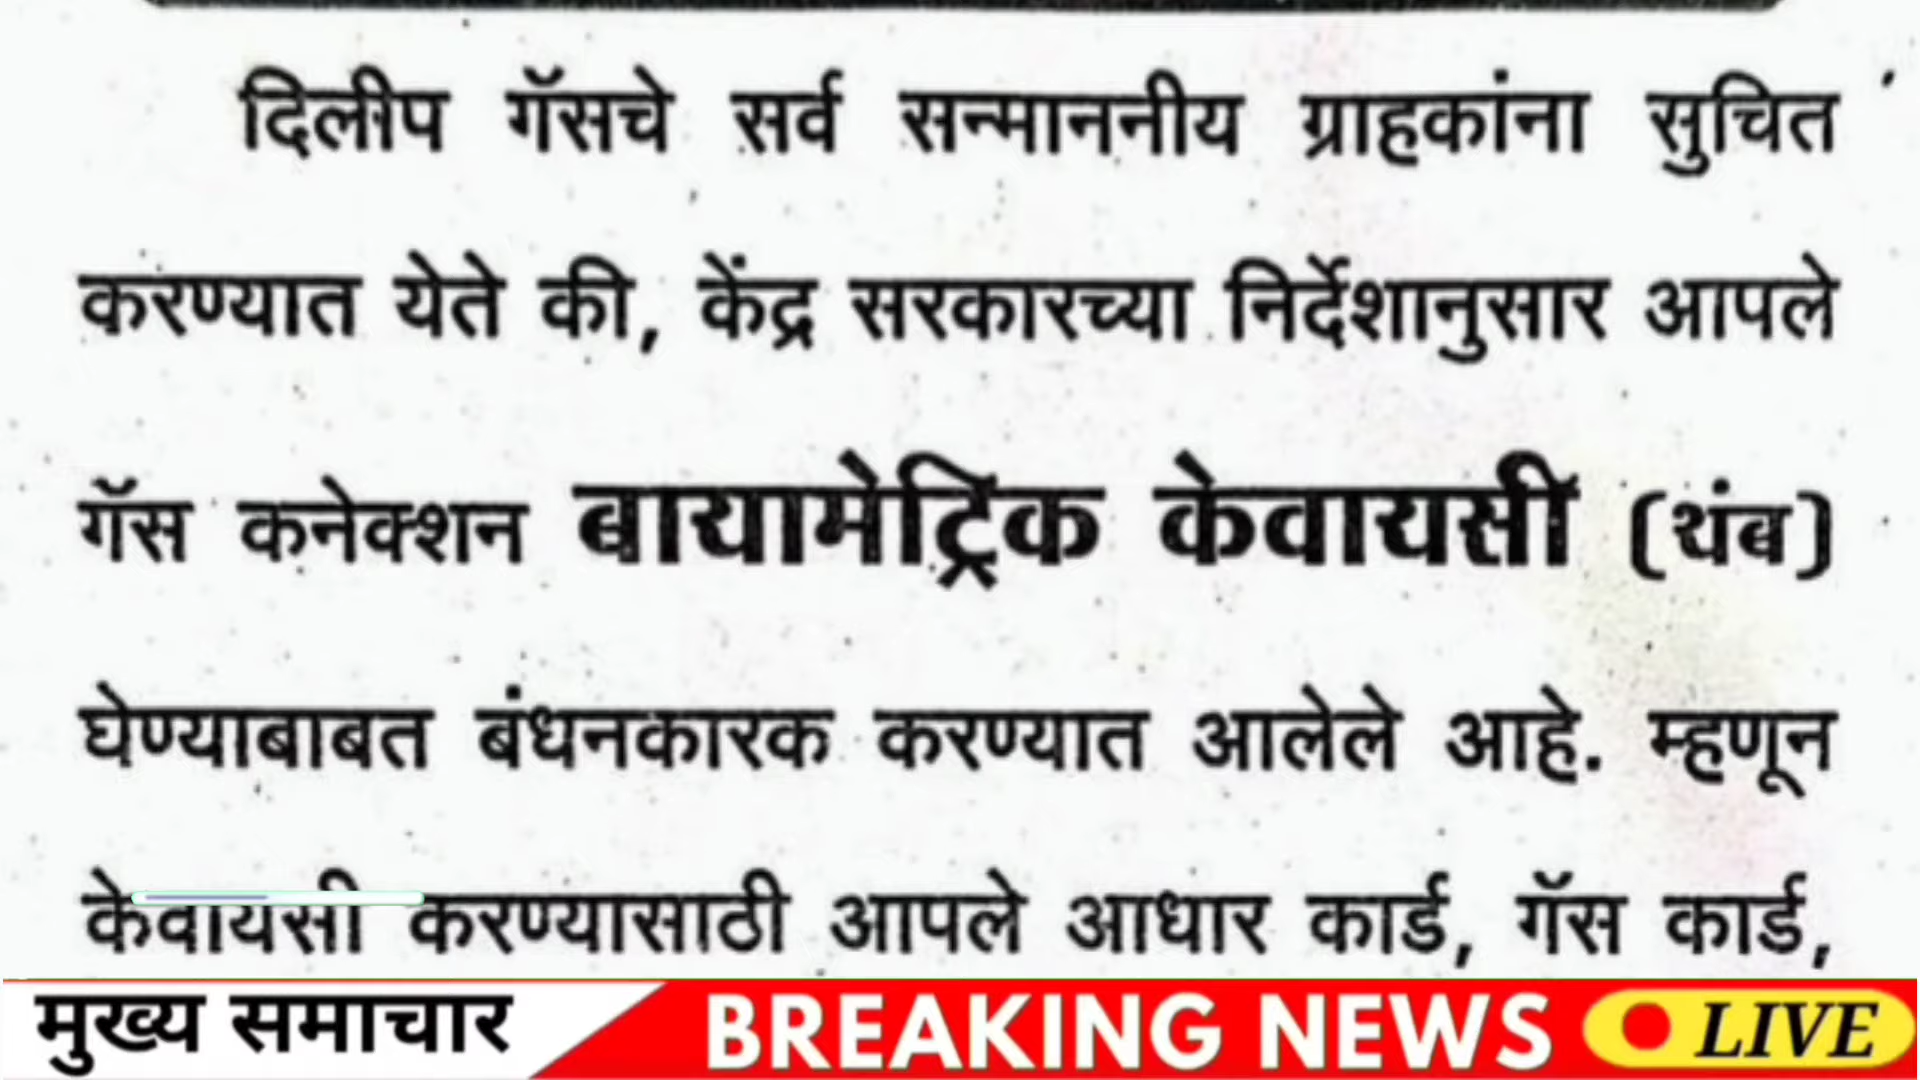 दिलीप गॅसचे सर्व सन्माननीय ग्राहकांना सुचित
करण्यात येते की, केंद्र सरकारच्या निर्देशानुसार आपले
गॅस कनेक्शन बायामेट्रिक केवायसी (थंब)
घेण्याबाबत बंधनकारक करण्यात आलेले आहे. म्हणून
केवायसी करण्यासाठी आपले आधार कार्ड, गॅस कार्ड,
मुख्य समाचार BREAKING NEWS LIVE